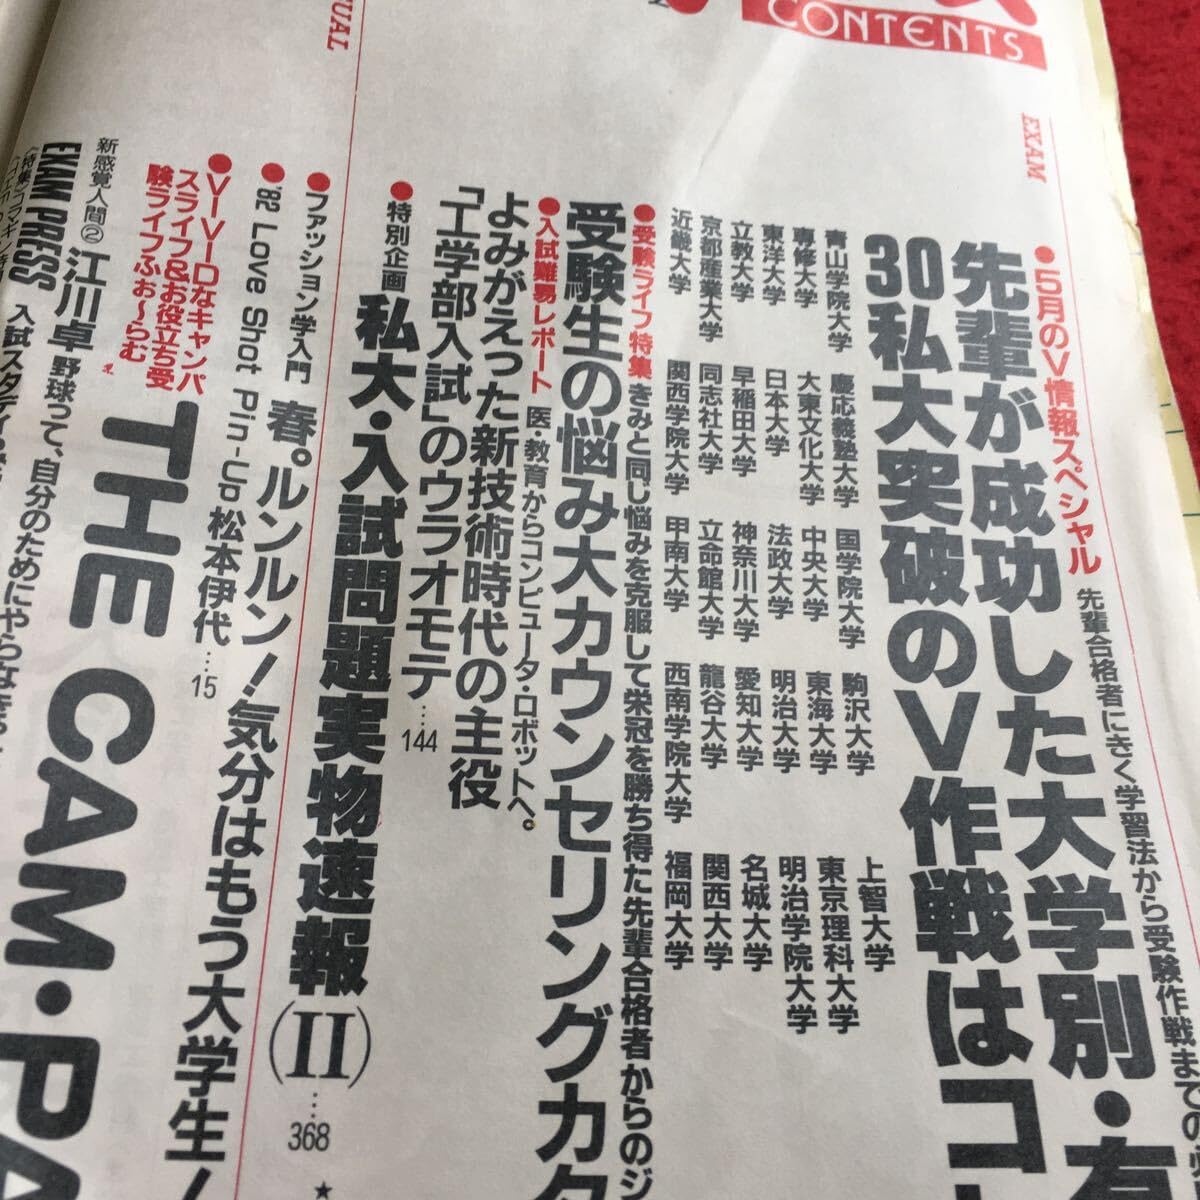 CONTENTS
EXAM
●5月のV情報スペシャル
先輩合格者にきく学習法から受験作戦までの
先輩が成功した大学別・有
30私大突破のV作戦はコ
青山学院大学 慶応義塾大学 国学院大学 駒沢大学 上智大学
専修大学 大東文化大学 中央大学 東海大学 東京理科大学
東洋大学 日本大学 法政大学 明治大学 明治学院大学
立教大学 早稲田大学 神奈川大学 愛知大学 名城大学
京都産業大学 同志社大学 立命館大学 龍谷大学 関西大学
近畿大学 関西学院大学 甲南大学 西南学院大学 福岡大学
●受験ライフ特集 きみと同じ悩みを克服して栄冠を勝ち得た先輩合格者からのジ
受験生の悩み大カウンセリングカタ
●入試難易レポート 医・教育からコンピュータ・ロボットへ。
よみがえった新技術時代の主役
「工学部入試」のウラオモテ…144
●特別企画
私大・入試問題実物速報(II)…368
UAL
●ファッション学入門 春。ルンルン!気分はもう大学生!
●'82 Love Shot Pin-Up 松本伊代…15
●VIVIDなキャンパ
スライフ&お役立ち受
験ライフふぉ〜らむ
THE CAM・PA
新感覚人間② 江川卓 野球って、自分のためにやらなきゃ
EXAM PRESS 入試スタディ